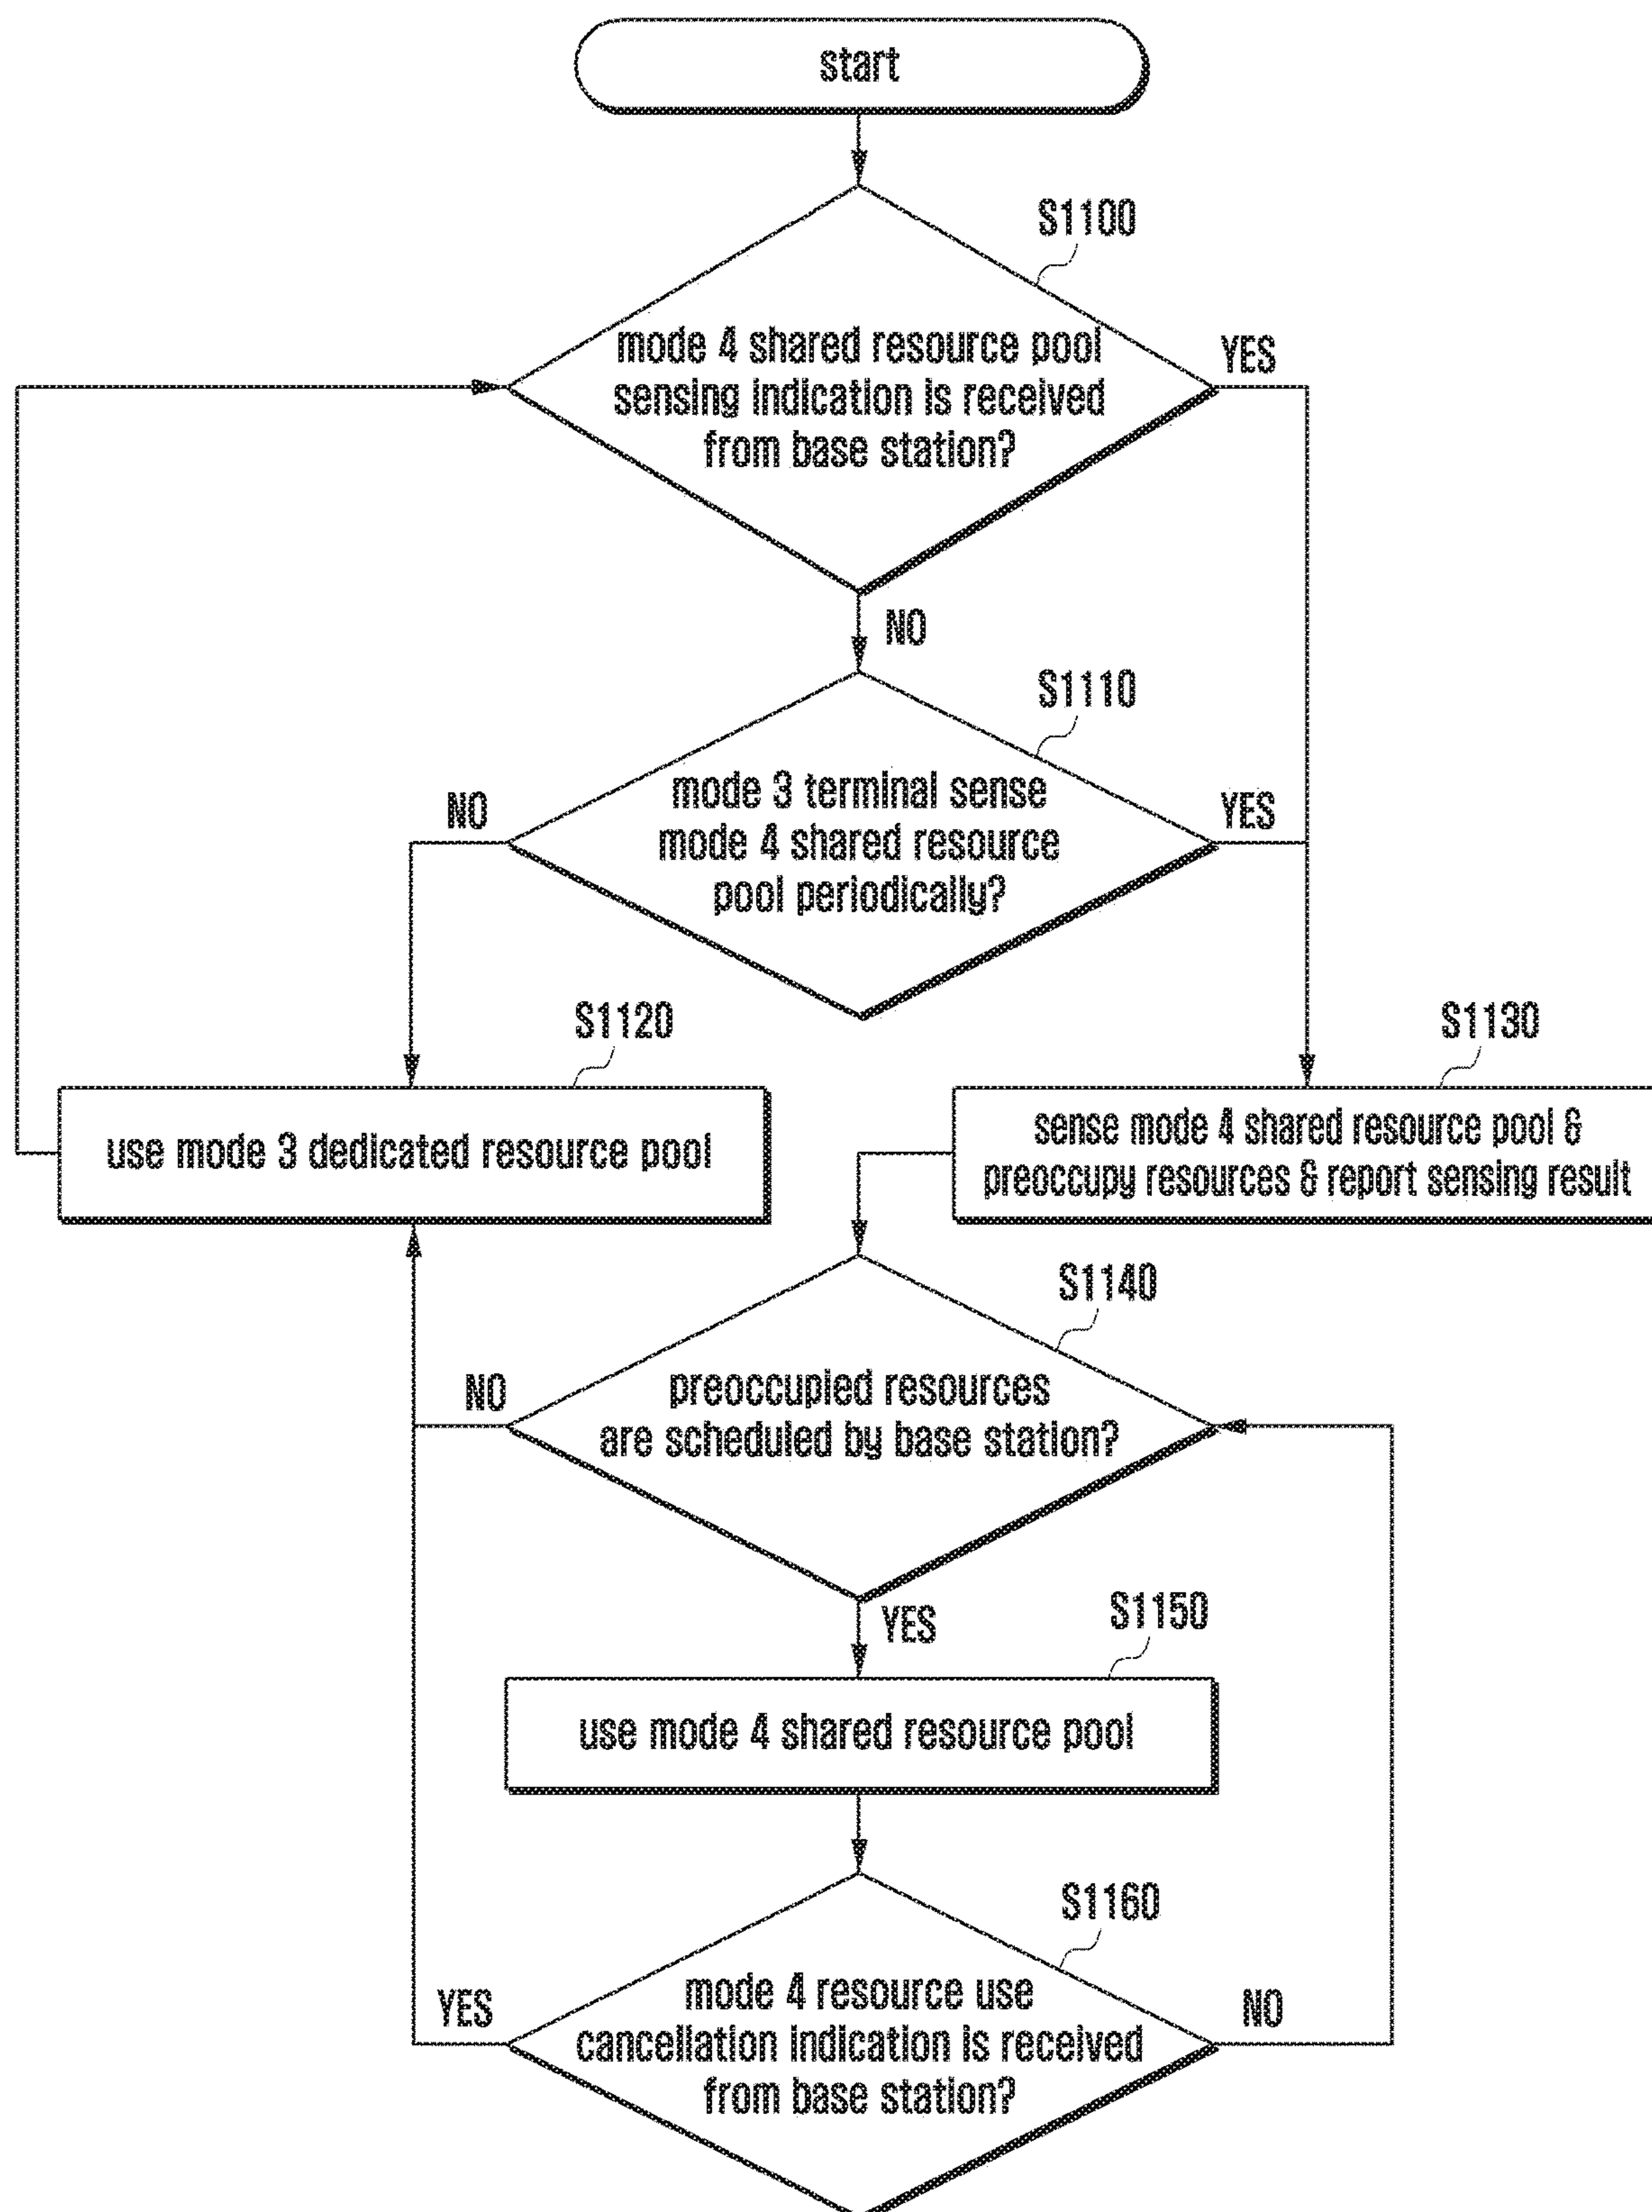 start
S1100
mode 4 shared resource pool
sensing indication is received
from base station?
YES
NO
S1110
mode 3 terminal sense
mode 4 shared resource
pool periodically?
NO
YES
S1120
use mode 3 dedicated resource pool
S1130
sense mode 4 shared resource pool &
preoccupy resources & report sensing result
S1140
preoccupied resources
are scheduled by base station?
NO
YES
S1150
use mode 4 shared resource pool
S1160
mode 4 resource use
cancellation indication is received
from base station?
YES
NO